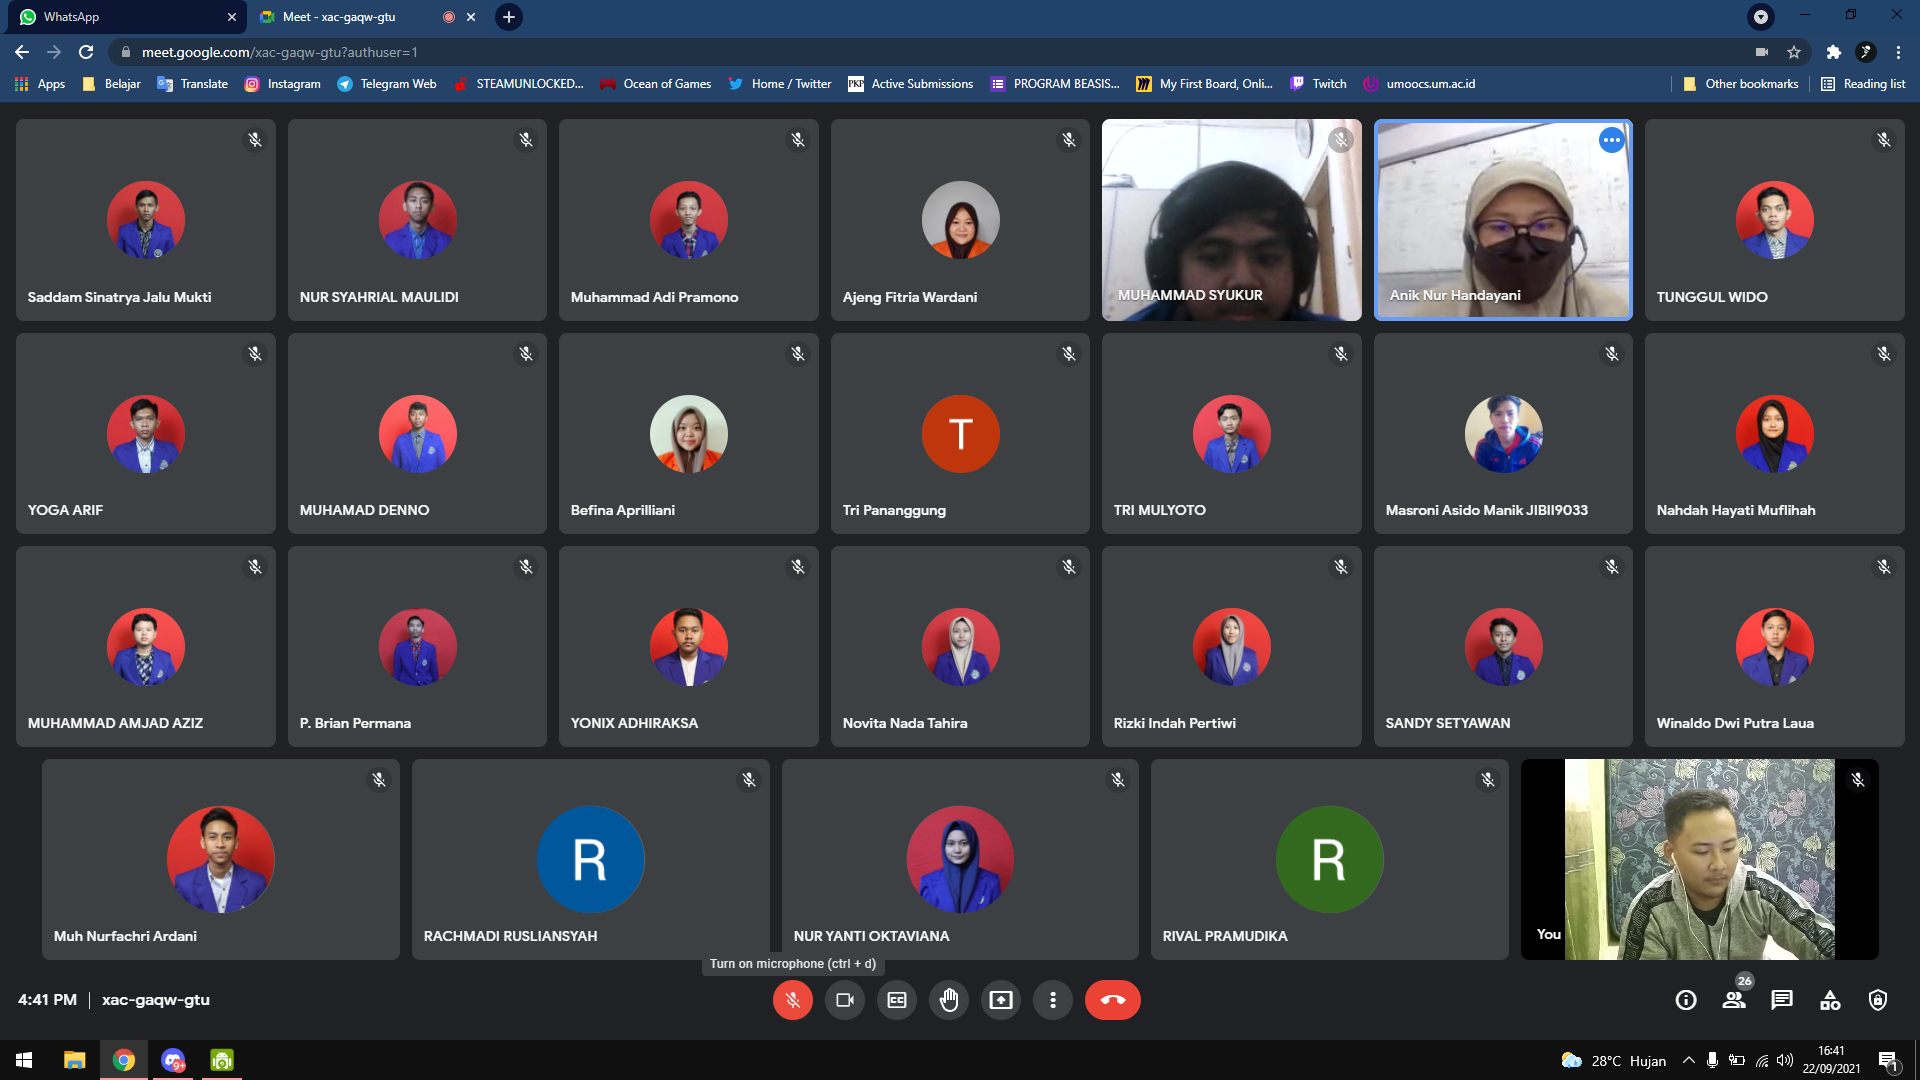 WhatsApp
Meet - xac-gaqw-gtu
meet.google.com/xac-gaqw-gtu?authuser=1
Apps
Belajar
Translate
Instagram
Telegram Web
STEAMUNLOCKED...
Ocean of Games
Home / Twitter
PKP
Active Submissions
PROGRAM BEASIS...
My First Board, Onli...
Twitch
umoocs.um.ac.id
Other bookmarks
Reading list
Saddam Sinatrya Jalu Mukti
NUR SYAHRIAL MAULIDI
Muhammad Adi Pramono
Ajeng Fitria Wardani
MUHAMMAD SYUKUR
Anik Nur Handayani
TUNGGUL WIDO
YOGA ARIF
MUHAMAD DENNO
Befina Aprilliani
T
Tri Pananggung
TRI MULYOTO
Masroni Asido Manik JIBII9033
Nahdah Hayati Muflihah
MUHAMMAD AMJAD AZIZ
P. Brian Permana
YONIX ADHIRAKSA
Novita Nada Tahira
Rizki Indah Pertiwi
SANDY SETYAWAN
Winaldo Dwi Putra Laua
Muh Nurfachri Ardani
R
RACHMADI RUSLIANSYAH
NUR YANTI OKTAVIANA
R
RIVAL PRAMUDIKA
You
Turn on microphone (ctrl + d)
4:41 PM | xac-gaqw-gtu
CC
26
9+
28°C Hujan
16:41
22/09/2021
1